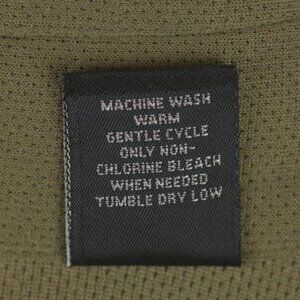 MACHINE WASH
WARM
GENTLE CYCLE
ONLY NON-
CHLORINE BLEACH
WHEN NEEDED
TUMBLE DRY LOW